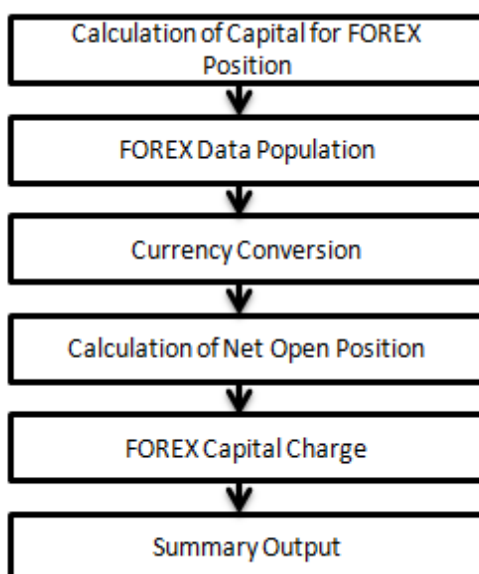 Calculation of Capital for FOREX
Position
FOREX Data Population
Currency Conversion
Calculation of Net Open Position
FOREX Capital Charge
Summary Output